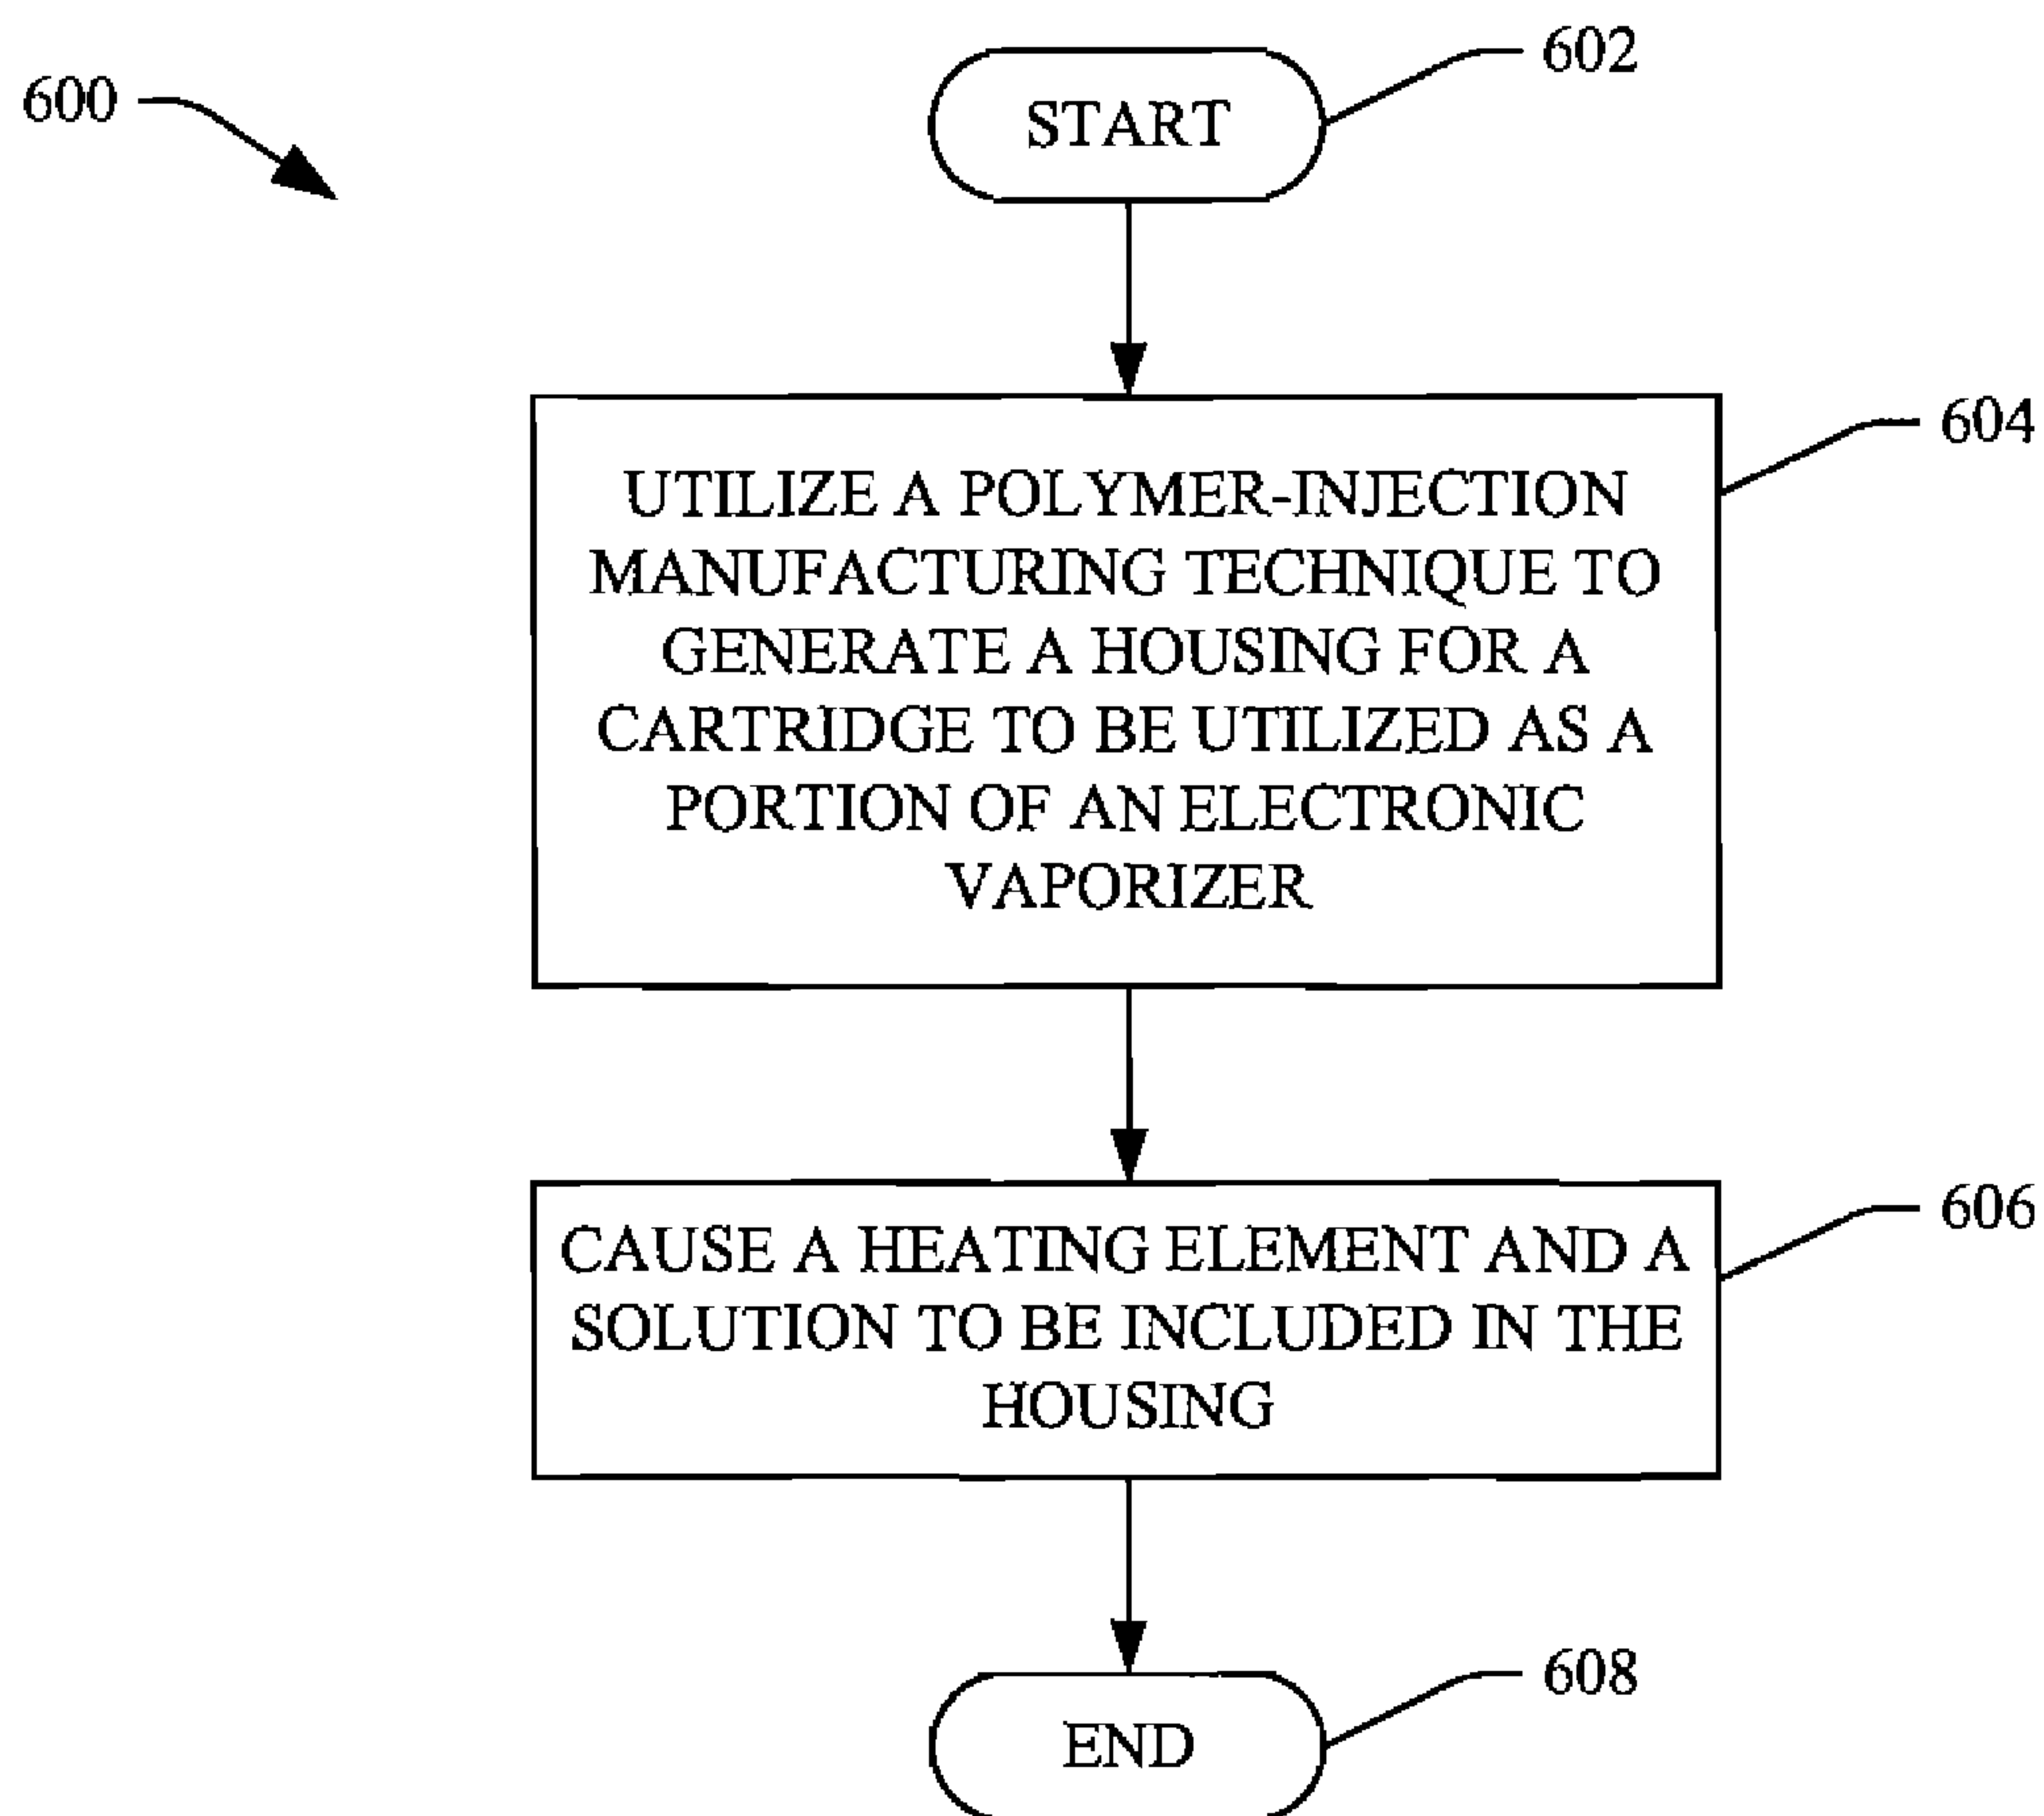 600
602
START
604
UTILIZE A POLYMER-INJECTION
MANUFACTURING TECHNIQUE TO
GENERATE A HOUSING FOR A
CARTRIDGE TO BE UTILIZED AS A
PORTION OF AN ELECTRONIC
VAPORIZER
606
CAUSE A HEATING ELEMENT AND A
SOLUTION TO BE INCLUDED IN THE
HOUSING
608
END